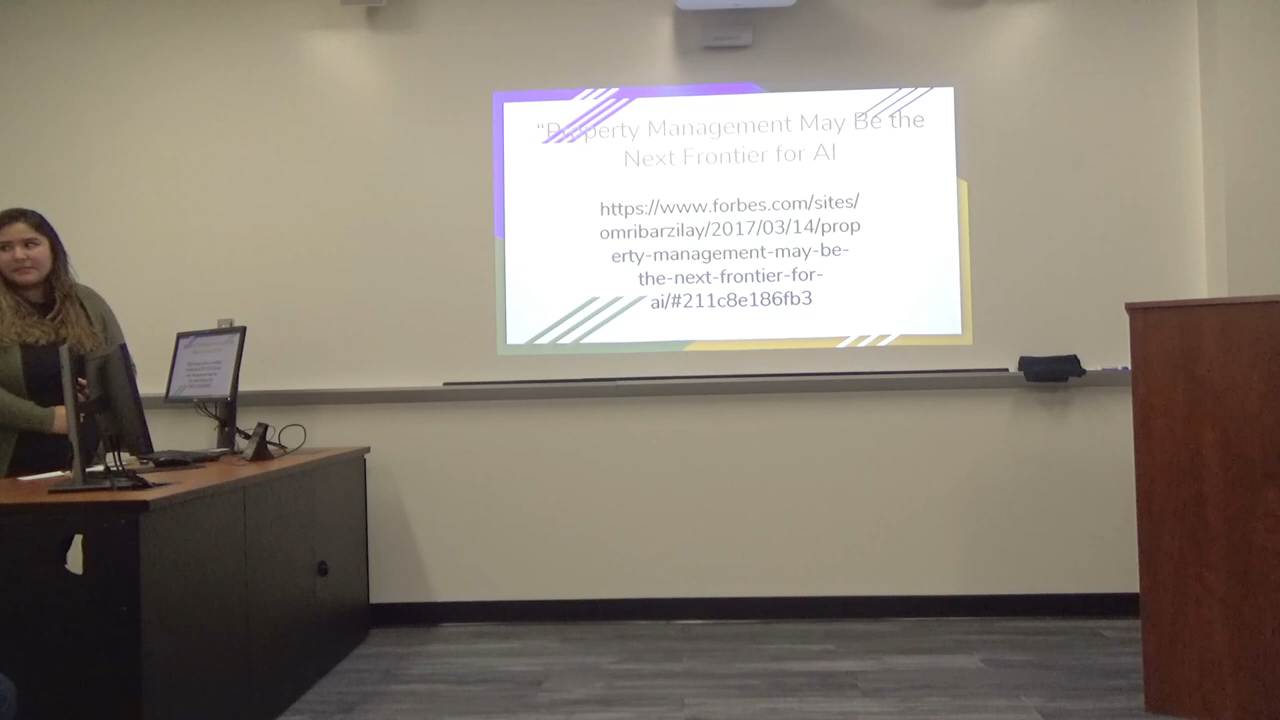 “Property Management May Be the
Next Frontier for AI
https://www.forbes.com/sites/
omribarzilay/2017/03/14/prop
erty-management-may-be-
the-next-frontier-for-
ai/#211c8e186fb3